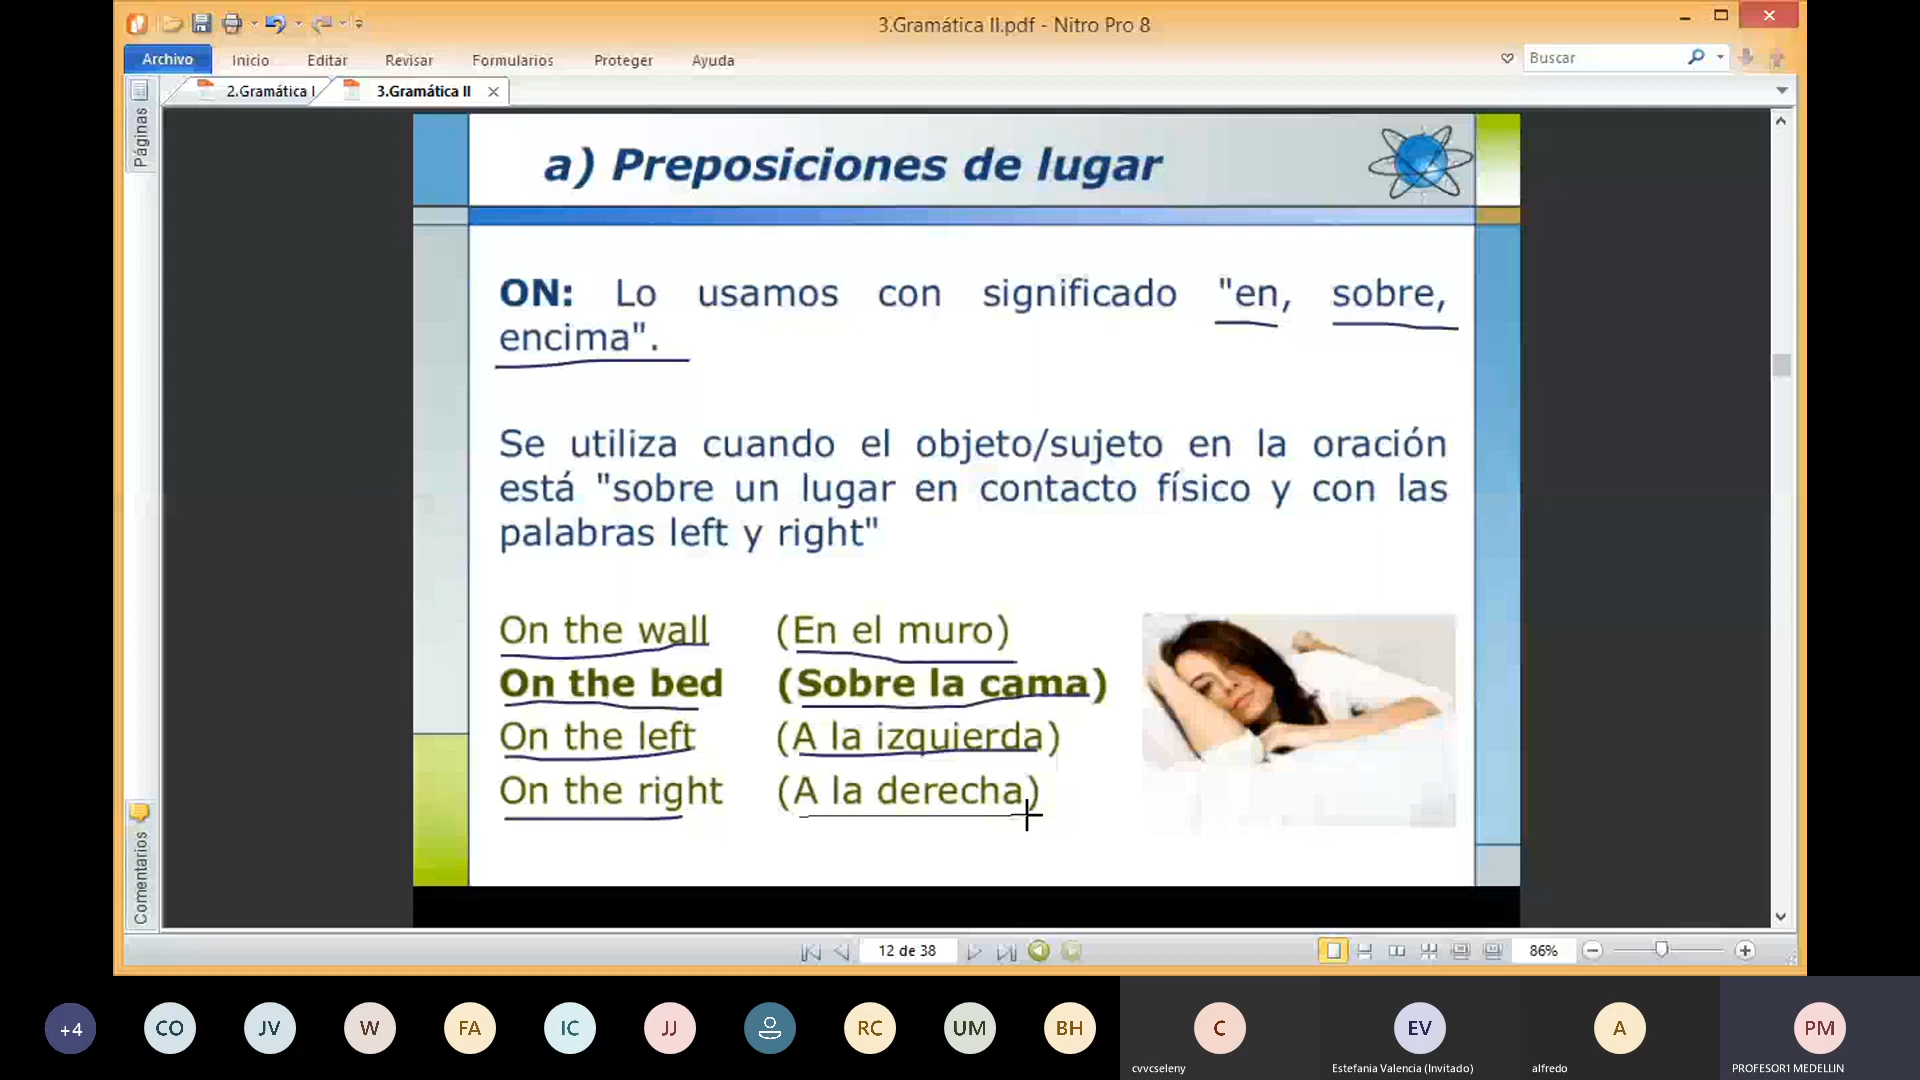 3.Gramática II.pdf - Nitro Pro 8
Archivo Inicio Editar Revisar Formularios Proteger Ayuda Buscar
2.Gramática I 3.Gramática II
Páginas
a) Preposiciones de lugar
ON: Lo usamos con significado "en, sobre,
encima".
Se utiliza cuando el objeto/sujeto en la oración
está "sobre un lugar en contacto físico y con las
palabras left y right"
On the wall (En el muro)
On the bed (Sobre la cama)
On the left (A la izquierda)
On the right (A la derecha)
Comentarios
12 de 38 86%
+4 CO JV W FA IC JJ RC UM BH C EV A PM
cvvcseleny Estefania Valencia (Invitado) alfredo PROFESOR1 MEDELLIN